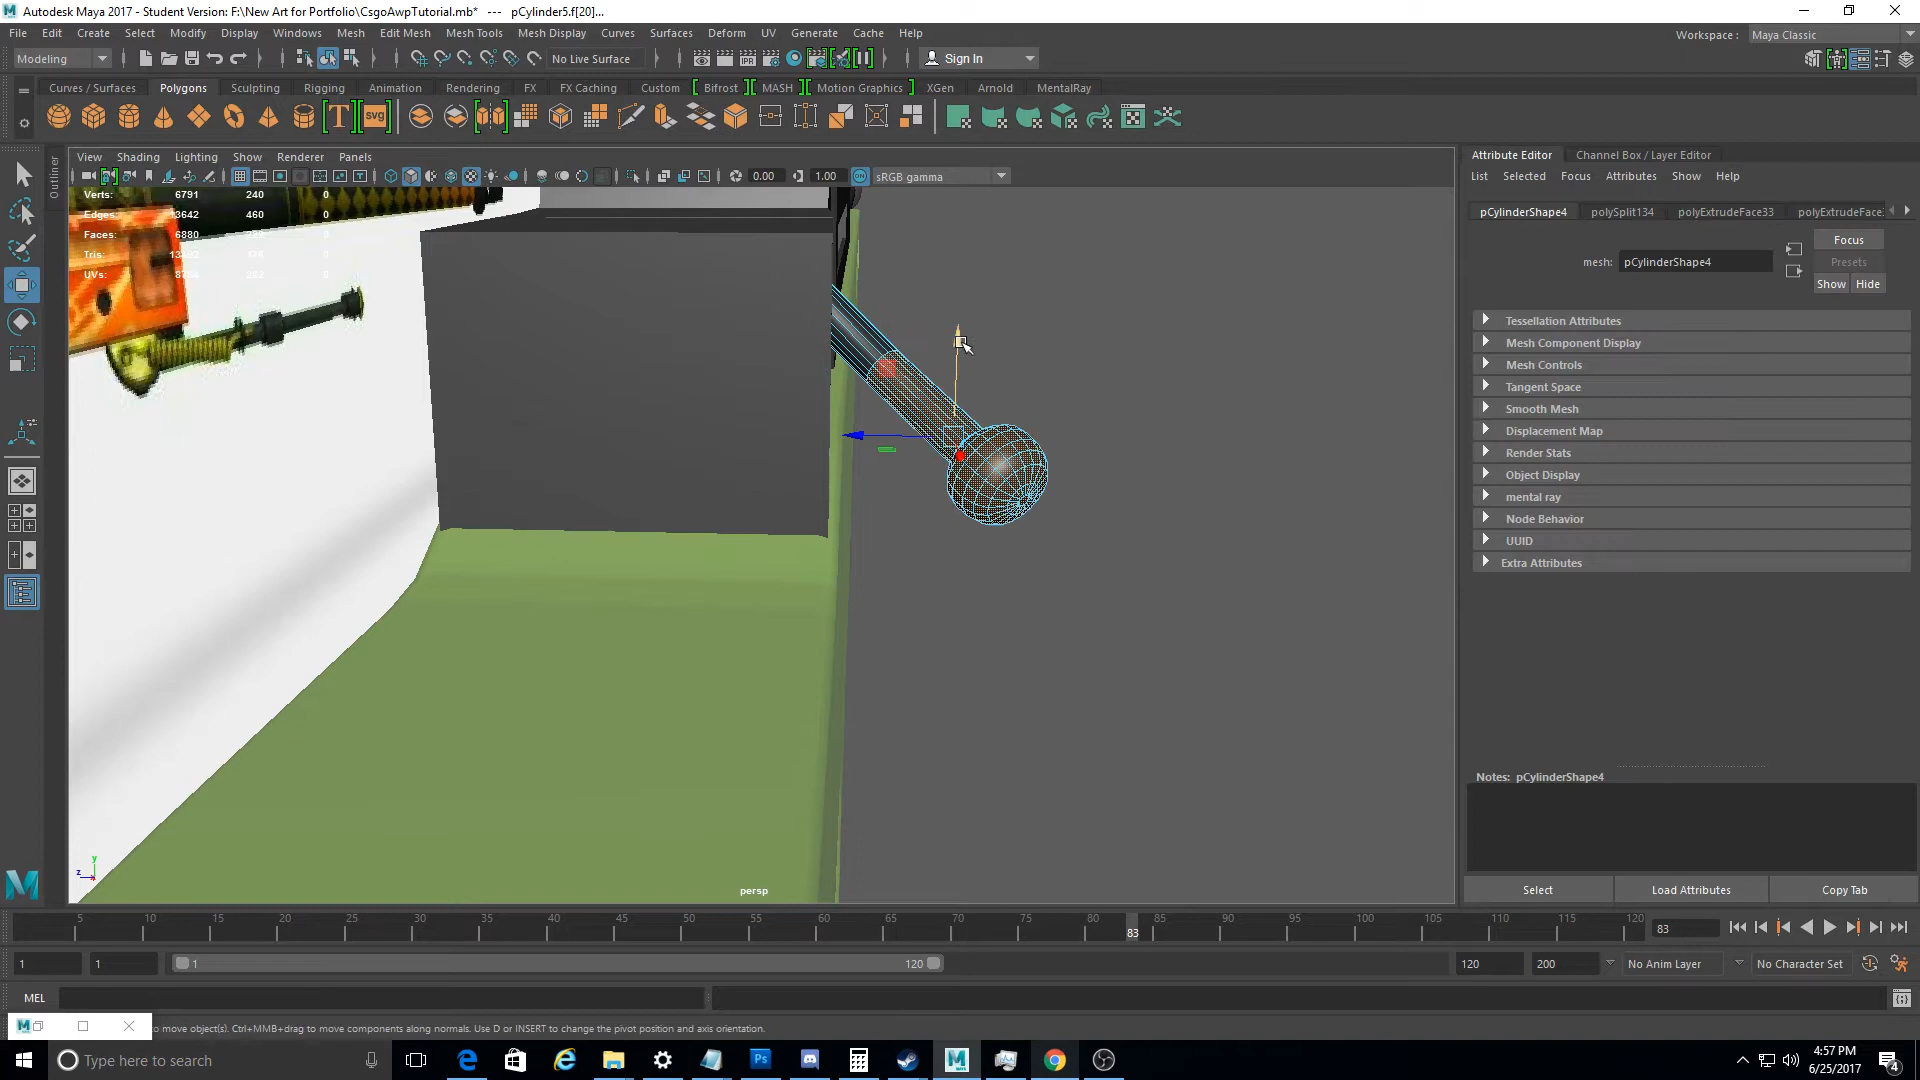 Autodesk Maya 2017 - Student Version: F:\New Art for Portfolio\CsgoAwpTutorial.mb* --- pCylinder5.f[20]...
File Edit Create Select Modify Display Windows Mesh Edit Mesh Mesh Tools Mesh Display Curves Surfaces Deform UV Generate Cache Help
Workspace : Maya Classic
Modeling
No Live Surface
Sign In
Curves / Surfaces Polygons Sculpting Rigging Animation Rendering FX FX Caching Custom Bifrost MASH Motion Graphics XGen Arnold MentalRay
T SVG
Outliner
View Shading Lighting Show Renderer Panels
0.00 1.00 ON sRGB gamma
Verts: 6791 240 0
Edges: 13642 460 0
Faces: 6880 0
Tris: 0
UVs: 0
persp
y
z
Attribute Editor Channel Box / Layer Editor
List Selected Focus Attributes Show Help
pCylinderShape4 polySplit134 polyExtrudeFace33 polyExtrudeFace
mesh: pCylinderShape4
Focus
Presets
Show Hide
Tessellation Attributes
Mesh Component Display
Mesh Controls
Tangent Space
Smooth Mesh
Displacement Map
Render Stats
Object Display
mental ray
Node Behavior
UUID
Extra Attributes
Notes: pCylinderShape4
Select Load Attributes Copy Tab
5 10 15 20 25 30 35 40 45 50 55 60 65 70 75 80 85 90 95 100 105 110 115 120
83
83
1 1 1 120 120 200 No Anim Layer No Character Set
MEL
to move object(s). Ctrl+MMB+drag to move components along normals. Use D or INSERT to change the pivot position and axis orientation.
Type here to search
4:57 PM
6/25/2017
4